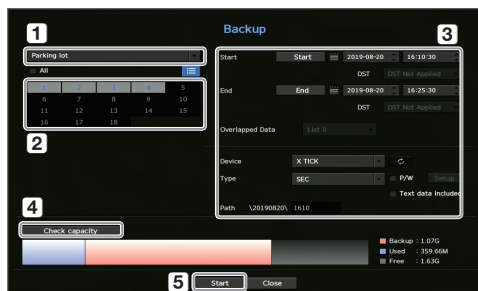 Backup
1
3
Parking lot
All
1 2 3 4 5
6 7 8 9 10
11 12 13 14 15
16 17 18
2
Start Start 2019-08-20 16:10:30
DST DST Not Applied
End End 2019-08-20 16:25:30
DST DST Not Applied
Overlapped Data List 0
Device X TICK
Type SEC P/W Setup
Text data included
Path \20190820\ 1610
4
Check capacity
Backup : 1.07G
Used : 359.66M
Free : 1.63G
5
Start Close